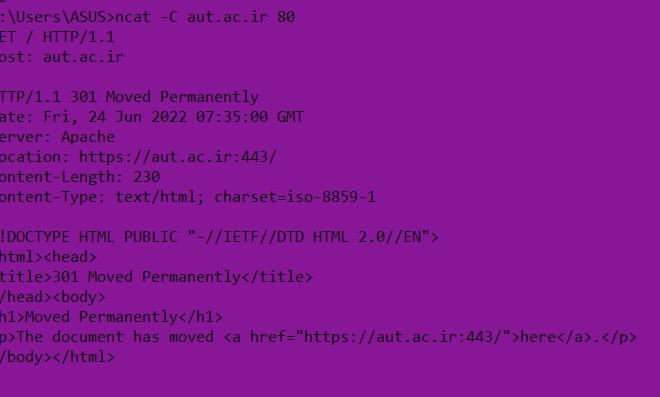 :\Users\ASUS>ncat -C aut.ac.ir 80
ET / HTTP/1.1
ost: aut.ac.ir
TTP/1.1 301 Moved Permanently
ate: Fri, 24 Jun 2022 07:35:00 GMT
erver: Apache
ocation: https://aut.ac.ir:443/
ontent-Length: 230
ontent-Type: text/html; charset=iso-8859-1
!DOCTYPE HTML PUBLIC "-//IETF//DTD HTML 2.0//EN">
html><head>
title>301 Moved Permanently</title>
/head><body>
h1>Moved Permanently</h1>
p>The document has moved <a href="https://aut.ac.ir:443/">here</a>.</p>
/body></html>